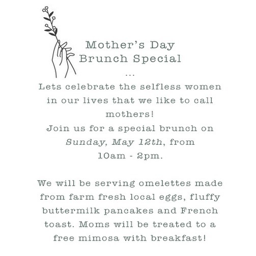 Mother's Day
Brunch Special
...
Lets celebrate the selfless women
in our lives that we like to call
mothers!
Join us for a special brunch on
Sunday, May 12th, from
10am - 2pm.
We will be serving omelettes made
from farm fresh local eggs, fluffy
buttermilk pancakes and French
toast. Moms will be treated to a
free mimosa with breakfast!